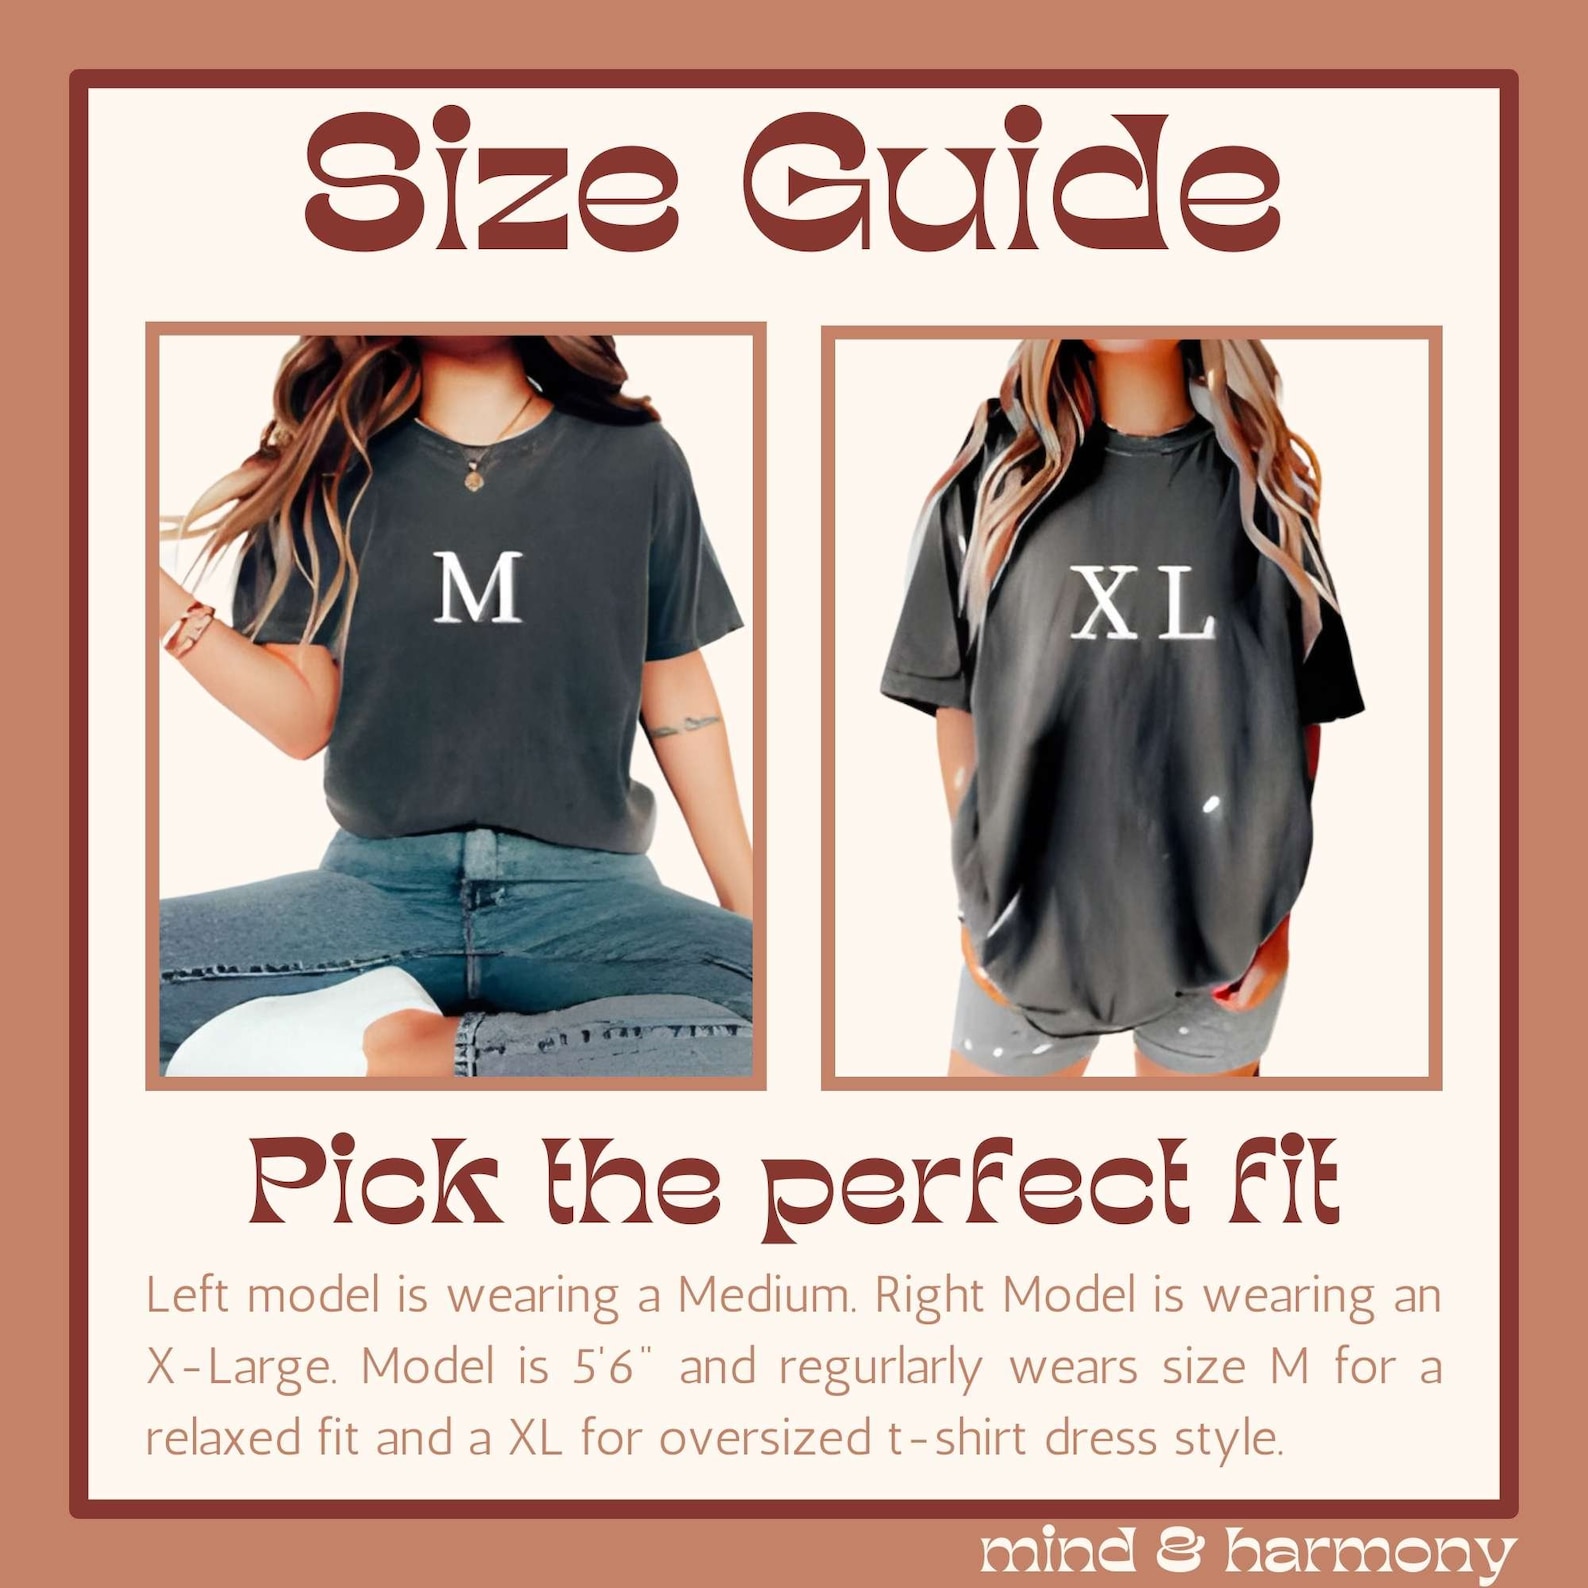 Size Guide
M
XL
Pick the perfect fit
Left model is wearing a Medium. Right Model is wearing an
X-Large. Model is 5'6" and regurlarly wears size M for a
relaxed fit and a XL for oversized t-shirt dress style.
mind & harmony